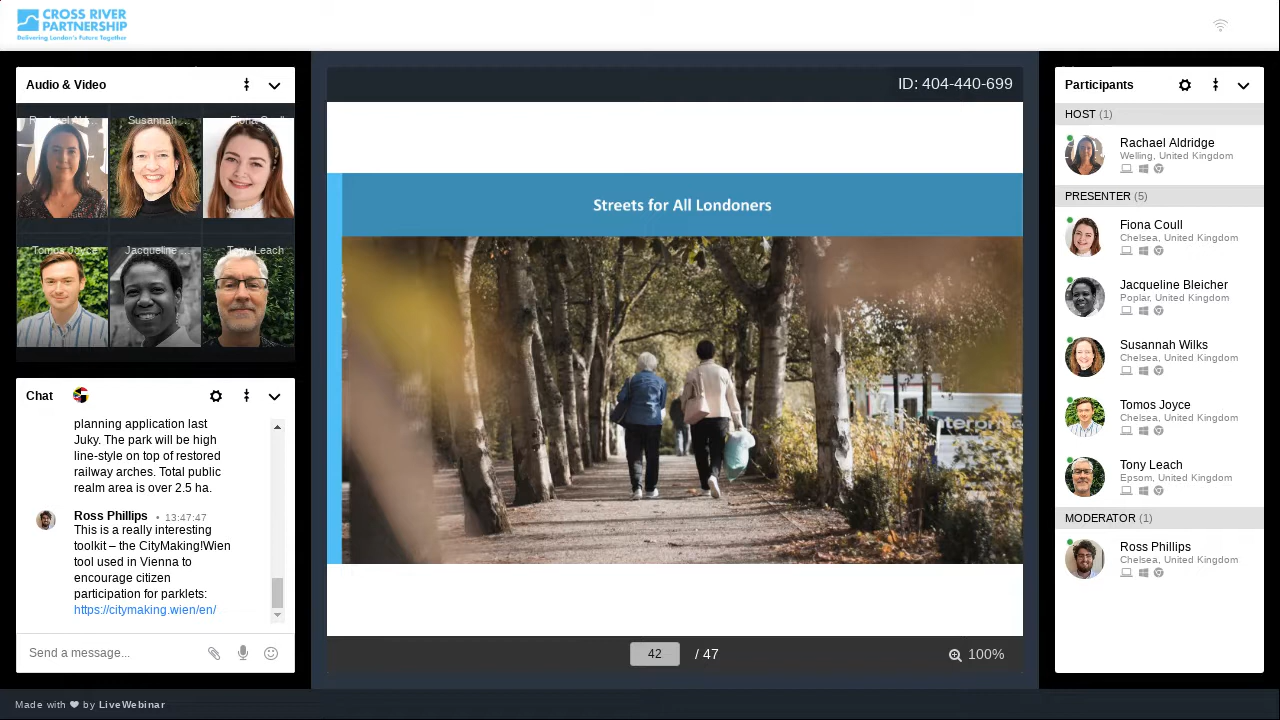 CROSS RIVER
PARTNERSHIP
Delivering London's Future Together
Audio & Video
Susannah ...
Fiona Coull
Tomos Joyce
Jacqueline ...
Tony Leach
Chat
planning application last
Juky. The park will be high
line-style on top of restored
railway arches. Total public
realm area is over 2.5 ha.
Ross Phillips • 13:47:47
This is a really interesting
toolkit – the CityMaking!Wien
tool used in Vienna to
encourage citizen
participation for parklets:
https://citymaking.wien/en/
Send a message...
ID: 404-440-699
Streets for All Londoners
42 / 47
100%
Participants
HOST (1)
Rachael Aldridge
Welling, United Kingdom
PRESENTER (5)
Fiona Coull
Chelsea, United Kingdom
Jacqueline Bleicher
Poplar, United Kingdom
Susannah Wilks
Chelsea, United Kingdom
Tomos Joyce
Chelsea, United Kingdom
Tony Leach
Epsom, United Kingdom
MODERATOR (1)
Ross Phillips
Chelsea, United Kingdom
Made with ❤ by LiveWebinar